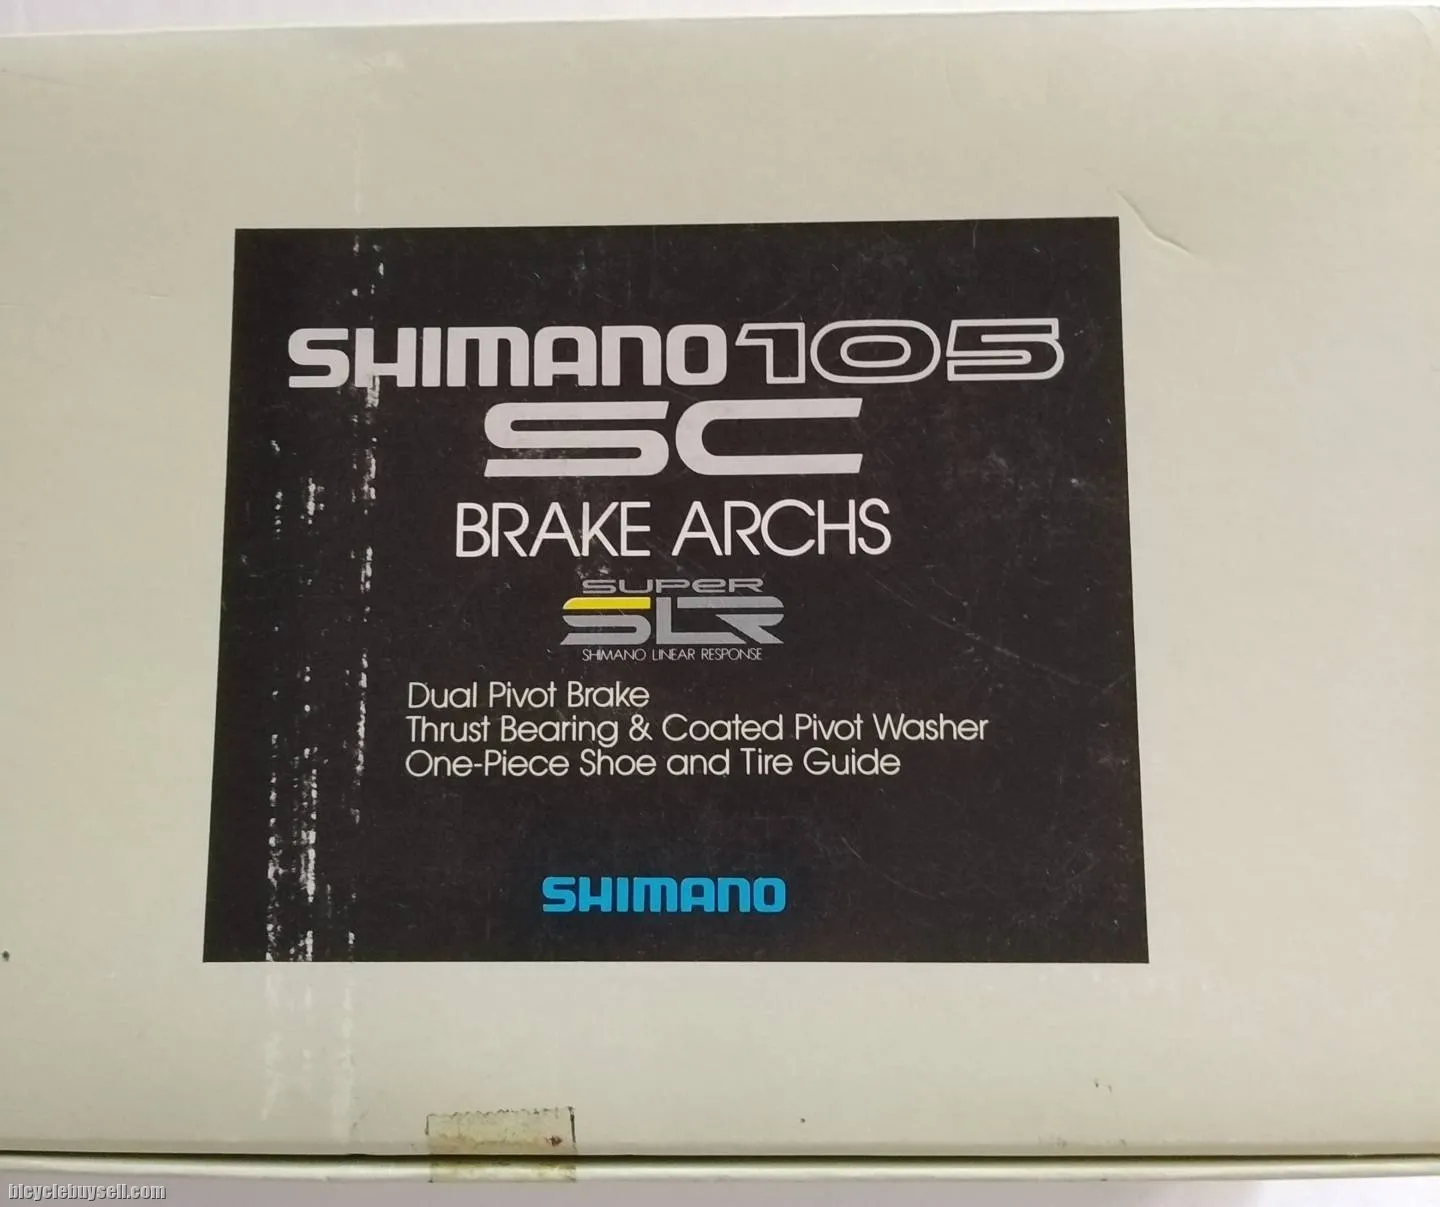 SHIMANO 105
SC
BRAKE ARCHS
SUPER
SLR
SHIMANO LINEAR RESPONSE
Dual Pivot Brake
Thrust Bearing & Coated Pivot Washer
One-Piece Shoe and Tire Guide
SHIMANO
bicyclebuysell.com